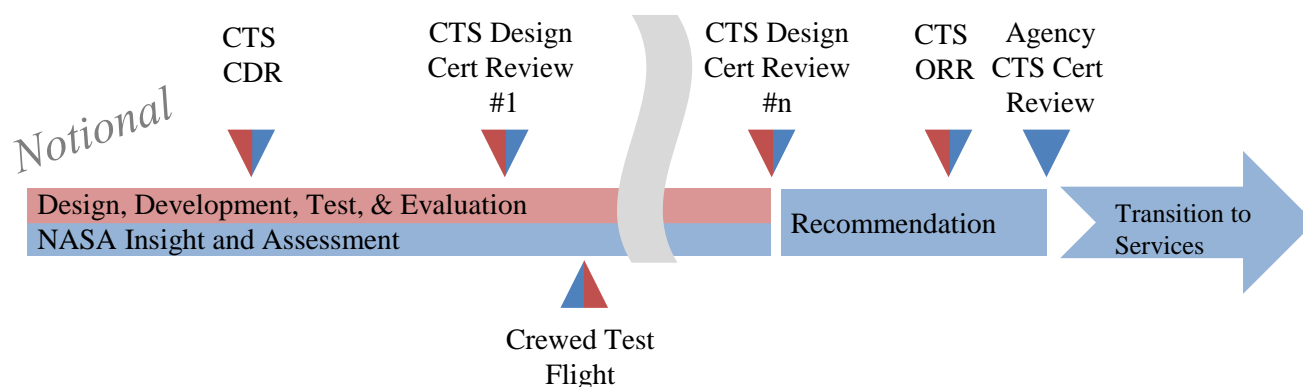 CTS
CDR
CTS Design
Cert Review
#1
CTS Design
Cert Review
#n
CTS
ORR
Agency
CTS Cert
Review
Notional
Design, Development, Test, & Evaluation
NASA Insight and Assessment
Recommendation
Transition to
Services
Crewed Test
Flight